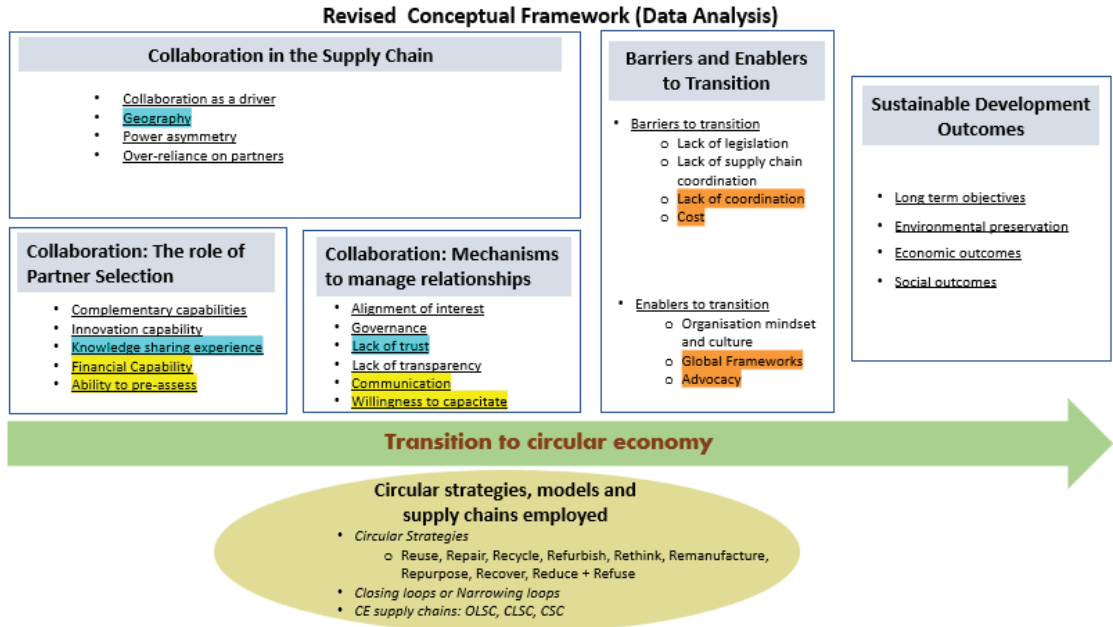 Revised Conceptual Framework (Data Analysis)
Collaboration in the Supply Chain
• Collaboration as a driver
• Geography
• Power asymmetry
• Over-reliance on partners
Collaboration: The role of
Partner Selection
• Complementary capabilities
• Innovation capability
• Knowledge sharing experience
• Financial Capability
• Ability to pre-assess
Collaboration: Mechanisms
to manage relationships
• Alignment of interest
• Governance
• Lack of trust
• Lack of transparency
• Communication
• Willingness to capacitate
Barriers and Enablers
to Transition
• Barriers to transition
o Lack of legislation
o Lack of supply chain
coordination
o Lack of coordination
o Cost
• Enablers to transition
o Organisation mindset
and culture
o Global Frameworks
o Advocacy
Sustainable Development
Outcomes
• Long term objectives
• Environmental preservation
• Economic outcomes
• Social outcomes
Transition to circular economy
Circular strategies, models and
supply chains employed
• Circular Strategies
o Reuse, Repair, Recycle, Refurbish, Rethink, Remanufacture,
Repurpose, Recover, Reduce + Refuse
• Closing loops or Narrowing loops
• CE supply chains: OLSC, CLSC, CSC